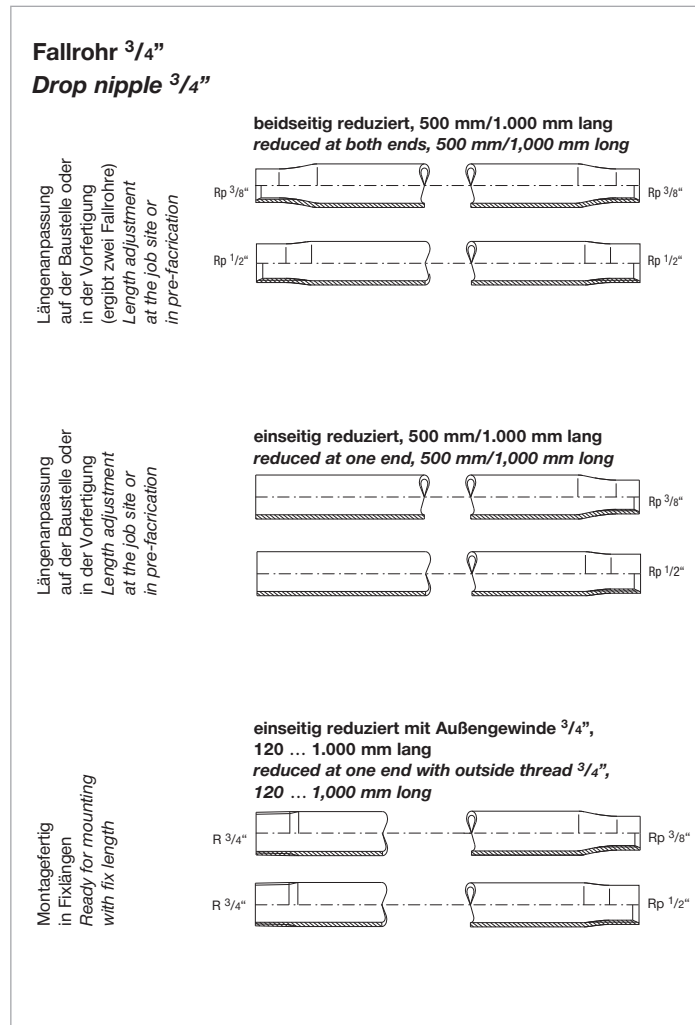 Fallrohr 3/4”
Drop nipple 3/4”
beidseitig reduziert, 500 mm/1.000 mm lang
reduced at both ends, 500 mm/1,000 mm long
Längenanpassung
auf der Baustelle oder
in der Vorfertigung
(ergibt zwei Fallrohre)
Length adjustment
at the job site or
in pre-facrication
Rp 3/8“
Rp 3/8“
Rp 1/2“
Rp 1/2“
einseitig reduziert, 500 mm/1.000 mm lang
reduced at one end, 500 mm/1,000 mm long
Längenanpassung
auf der Baustelle oder
in der Vorfertigung
Length adjustment
at the job site or
in pre-facrication
Rp 3/8“
Rp 1/2“
einseitig reduziert mit Außengewinde 3/4”,
120 … 1.000 mm lang
reduced at one end with outside thread 3/4”,
120 … 1,000 mm long
Montagefertig
in Fixlängen
Ready for mounting
with fix length
R 3/4“
Rp 3/8“
R 3/4“
Rp 1/2“